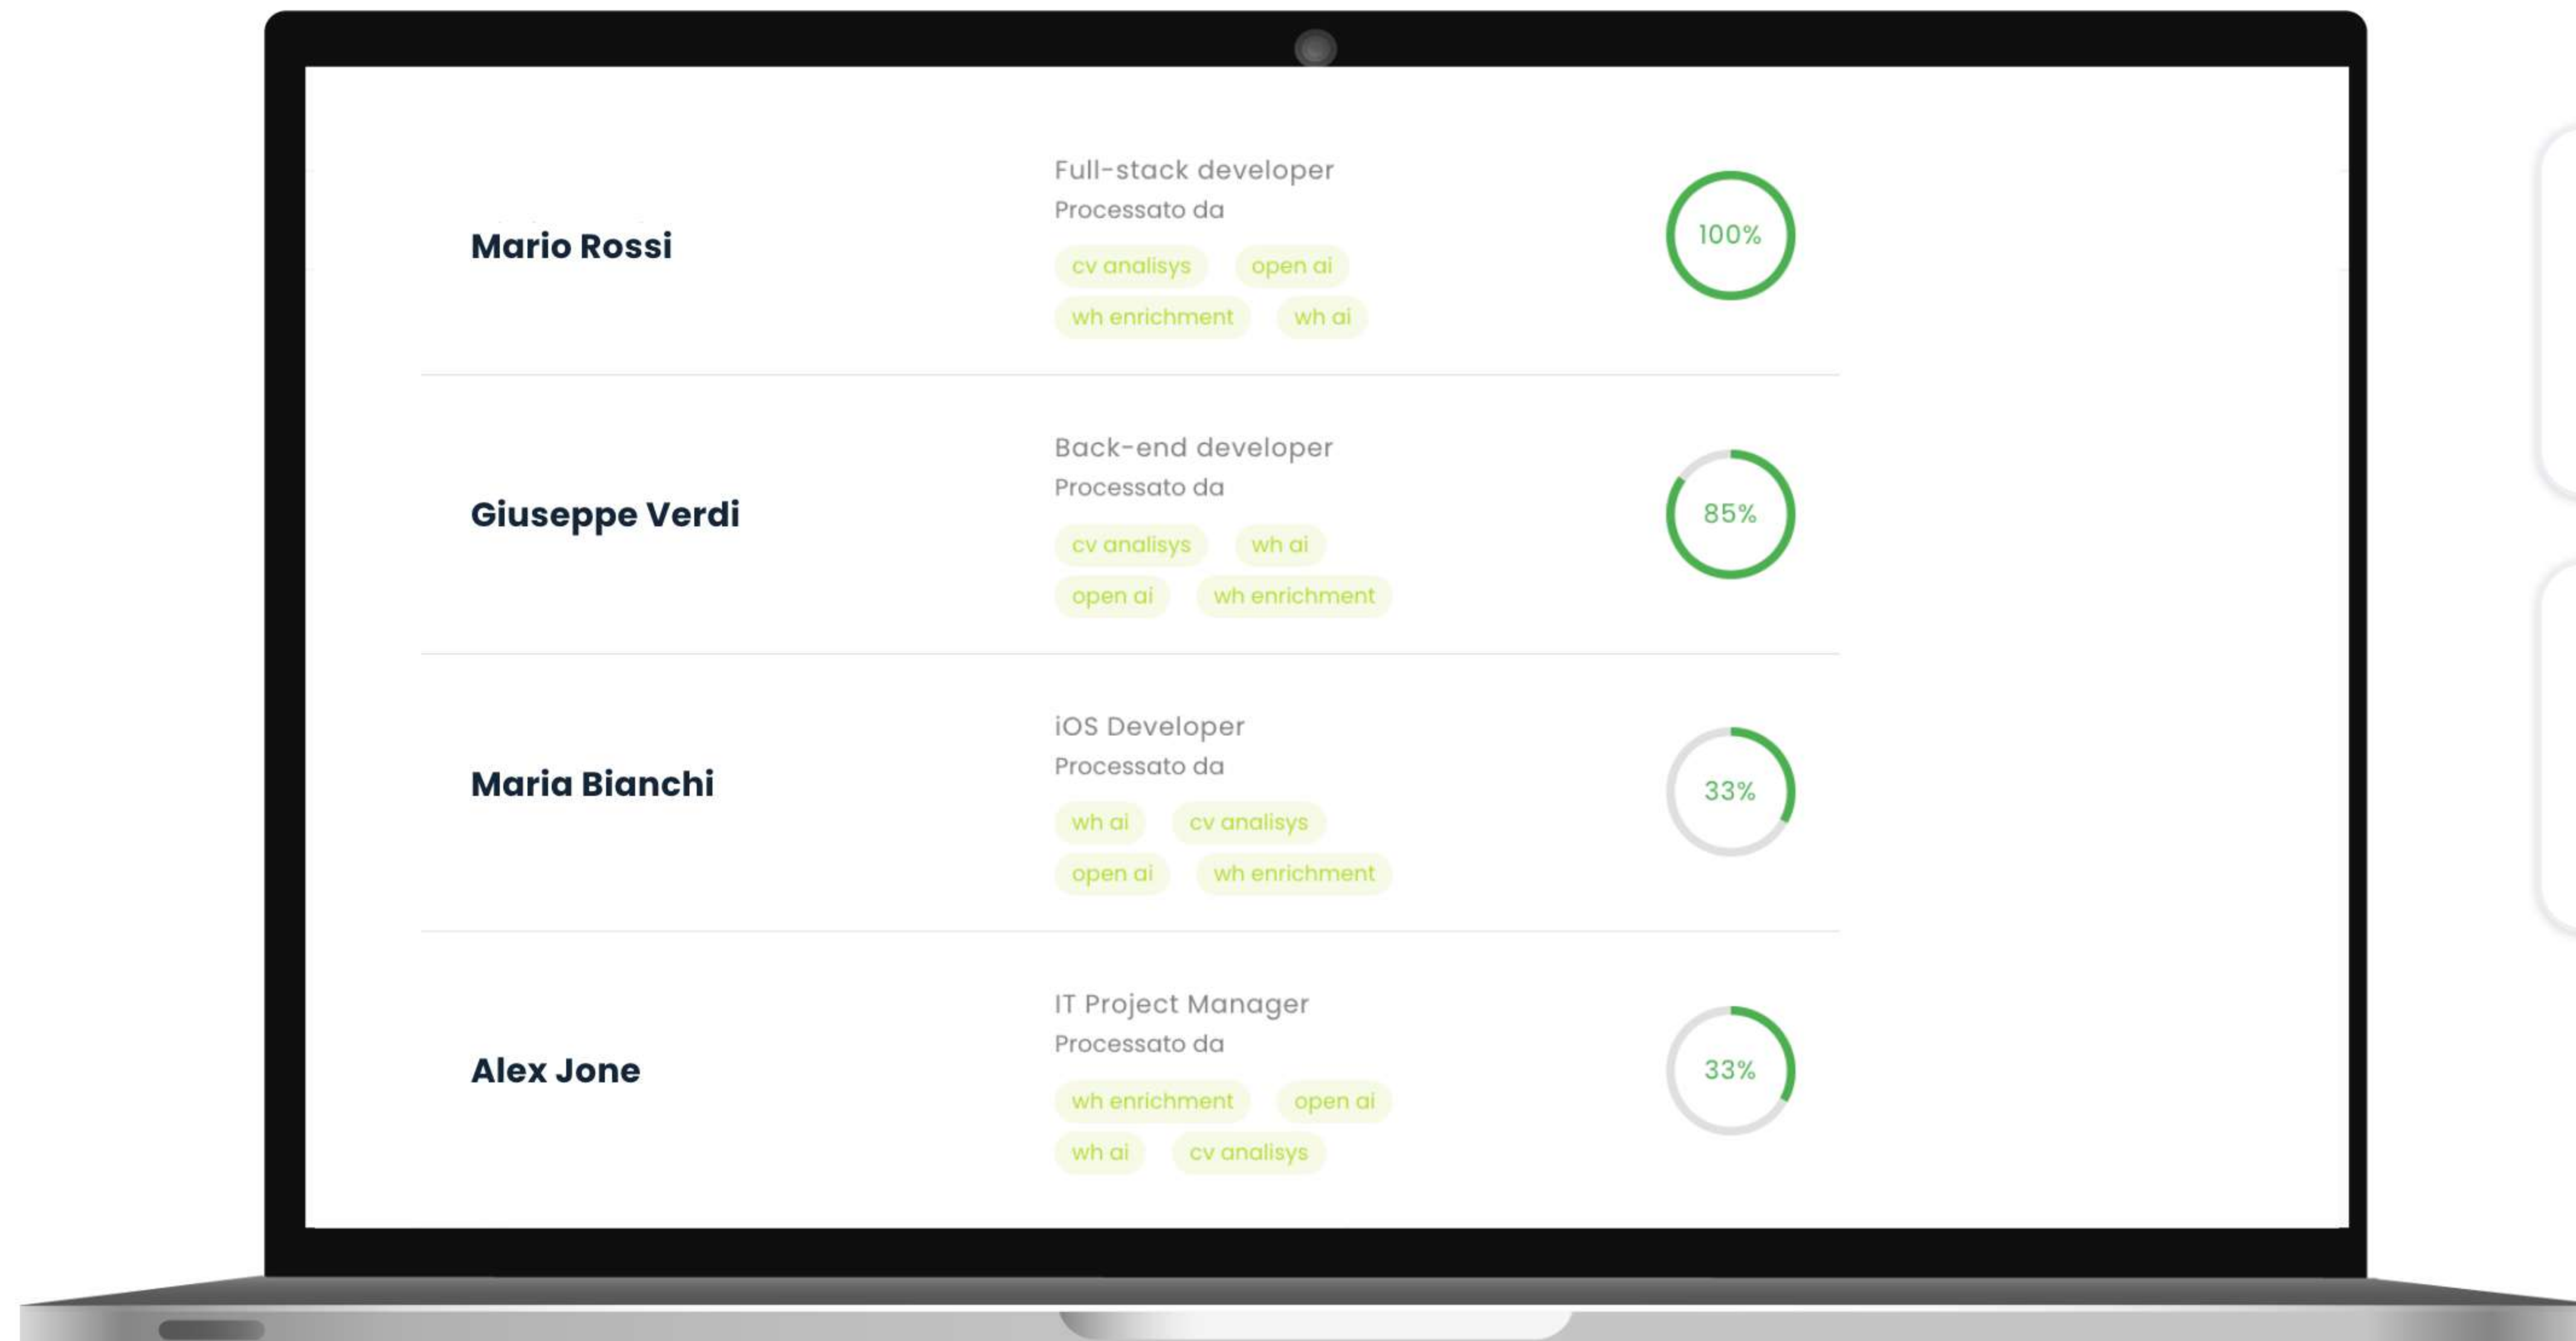 Full-stack developer
Processato da
Mario Rossi
100%
cv analisys open ai
wh enrichment wh ai
Back-end developer
Processato da
Giuseppe Verdi
85%
cv analisys wh ai
open ai wh enrichment
iOS Developer
Processato da
Maria Bianchi
33%
wh ai cv analisys
open ai wh enrichment
IT Project Manager
Processato da
Alex Jone
33%
wh enrichment open ai
wh ai cv analisys